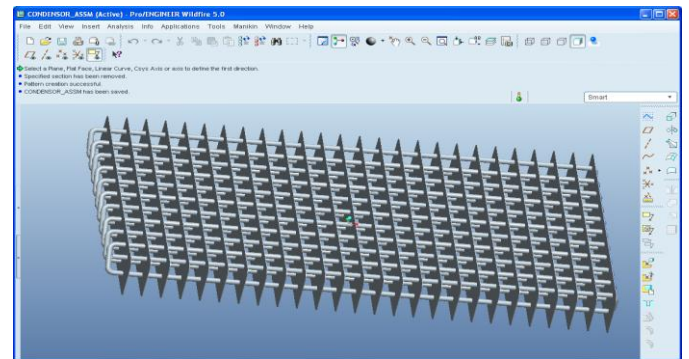 CONDENSOR_ASSM (Active) - Pro/ENGINEER Wildfire 5.0
File Edit View Insert Analysis Info Applications Tools Manikin Window Help
Select a Plane, Flat Face, Linear Curve, Csys Axis or axis to define the first direction.
Specified section has been removed.
Pattern creation successful.
CONDENSOR_ASSM has been saved.
Smart